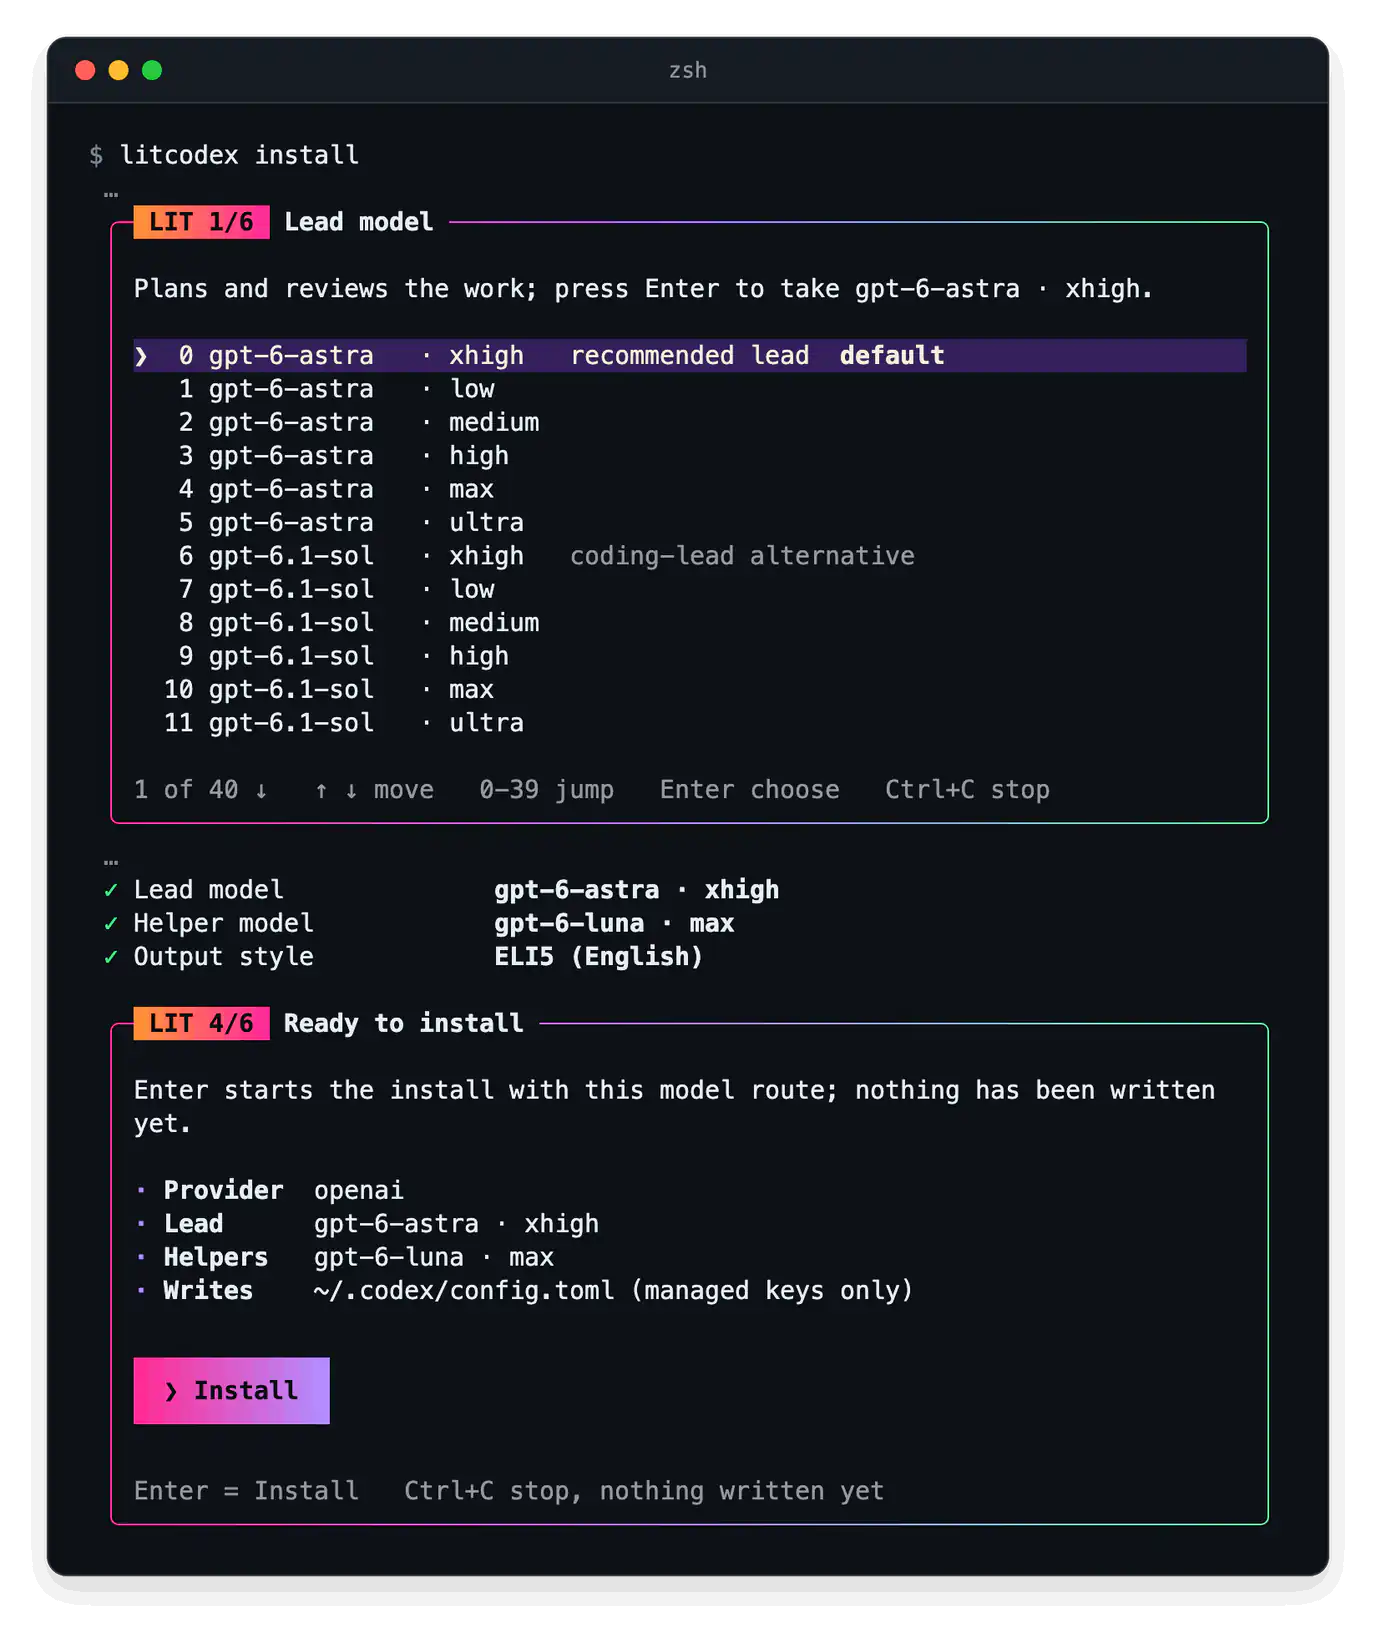 zsh
$ litcodex install
…
LIT 1/6 Lead model
Plans and reviews the work; press Enter to take gpt-6-astra · xhigh.
❯ 0 gpt-6-astra · xhigh recommended lead default
1 gpt-6-astra · low
2 gpt-6-astra · medium
3 gpt-6-astra · high
4 gpt-6-astra · max
5 gpt-6-astra · ultra
6 gpt-6.1-sol · xhigh coding-lead alternative
7 gpt-6.1-sol · low
8 gpt-6.1-sol · medium
9 gpt-6.1-sol · high
10 gpt-6.1-sol · max
11 gpt-6.1-sol · ultra
1 of 40 ↓ ↑ ↓ move 0–39 jump Enter choose Ctrl+C stop
…
✓ Lead model gpt-6-astra · xhigh
✓ Helper model gpt-6-luna · max
✓ Output style ELI5 (English)
LIT 4/6 Ready to install
Enter starts the install with this model route; nothing has been written
yet.
· Provider openai
· Lead gpt-6-astra · xhigh
· Helpers gpt-6-luna · max
· Writes ~/.codex/config.toml (managed keys only)
❯ Install
Enter = Install Ctrl+C stop, nothing written yet